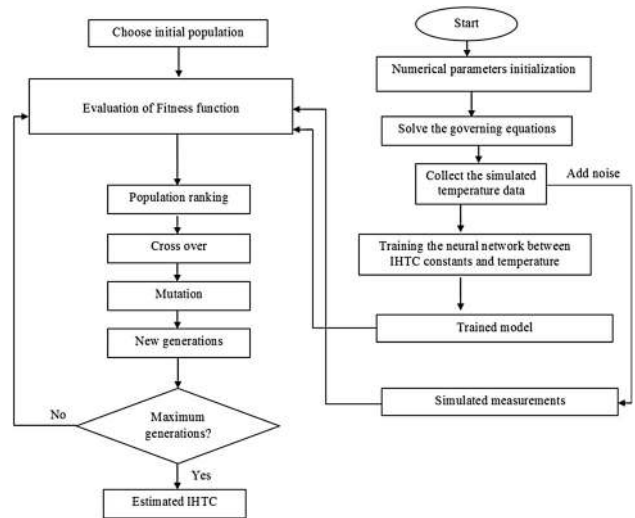 Choose initial population
Evaluation of Fitness function
Population ranking
Cross over
Mutation
New generations
No
Maximum
generations?
Yes
Estimated IHTC
Start
Numerical parameters initialization
Solve the governing equations
Collect the simulated
temperature data
Add noise
Training the neural network between
IHTC constants and temperature
Trained model
Simulated measurements